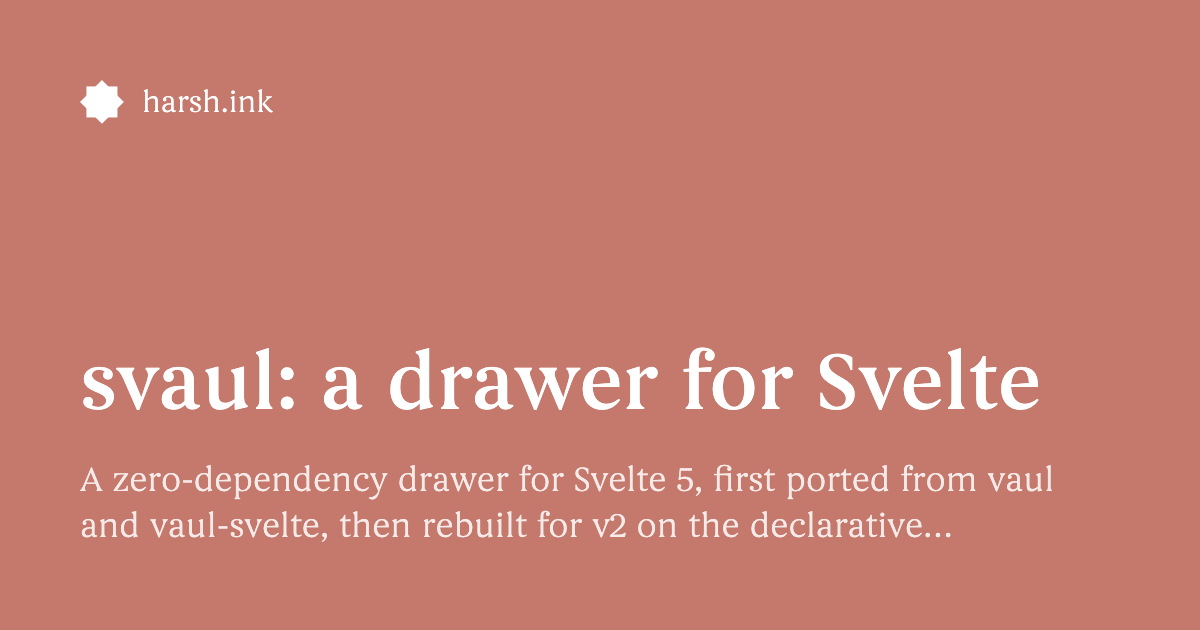 harsh.ink
svaul: a drawer for Svelte
A zero-dependency drawer for Svelte 5, first ported from vaul
and vaul-svelte, then rebuilt for v2 on the declarative...